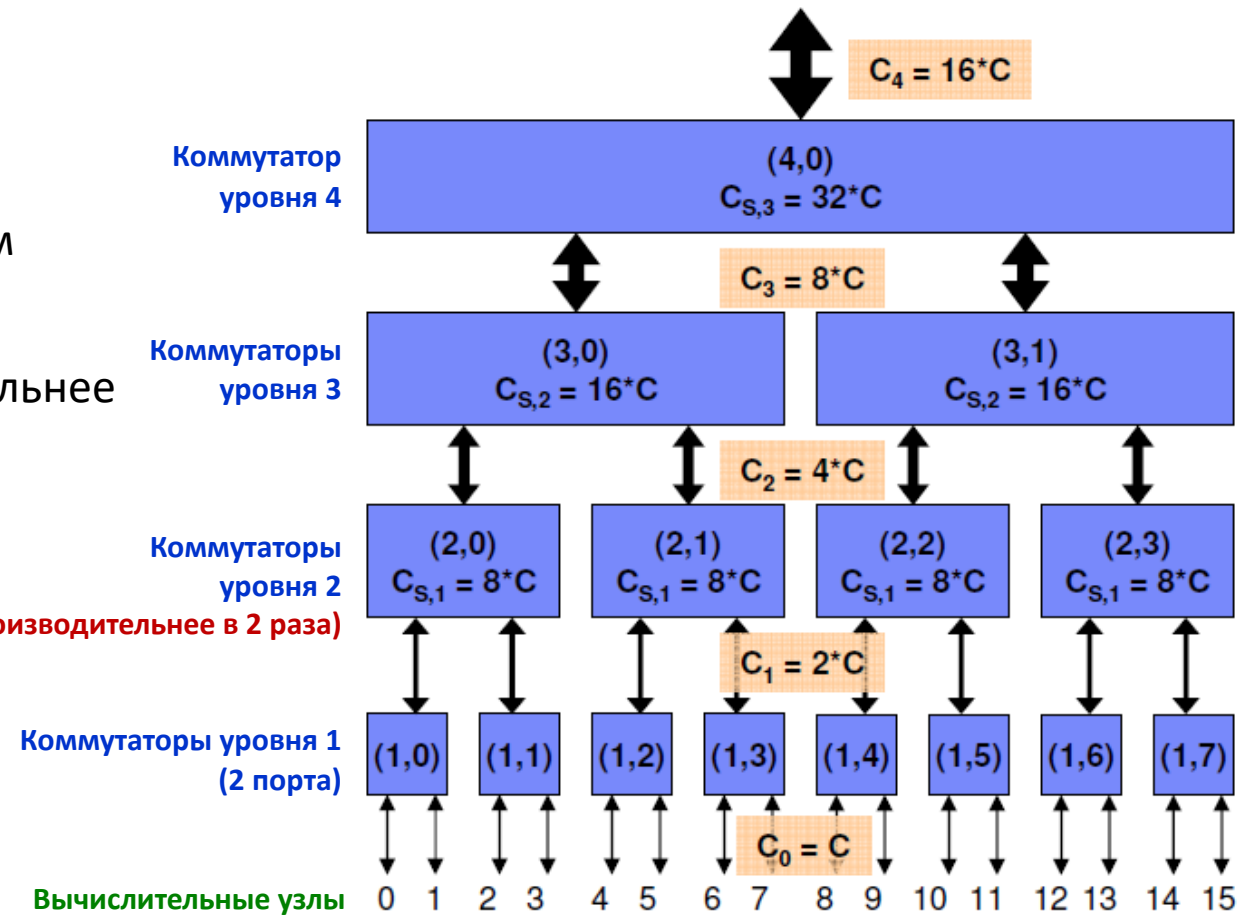 C₄ = 16*C
Коммутатор
уровня 4
(4,0)
C_S,3 = 32*C
м
C₃ = 8*C
Коммутаторы
уровня 3
льнее
(3,0)
C_S,2 = 16*C
(3,1)
C_S,2 = 16*C
C₂ = 4*C
Коммутаторы
уровня 2
оизводительнее в 2 раза)
(2,0)
C_S,1 = 8*C
(2,1)
C_S,1 = 8*C
(2,2)
C_S,1 = 8*C
(2,3)
C_S,1 = 8*C
C₁ = 2*C
Коммутаторы уровня 1
(2 порта)
(1,0) (1,1) (1,2) (1,3) (1,4) (1,5) (1,6) (1,7)
C₀ = C
Вычислительные узлы 0 1 2 3 4 5 6 7 8 9 10 11 12 13 14 15